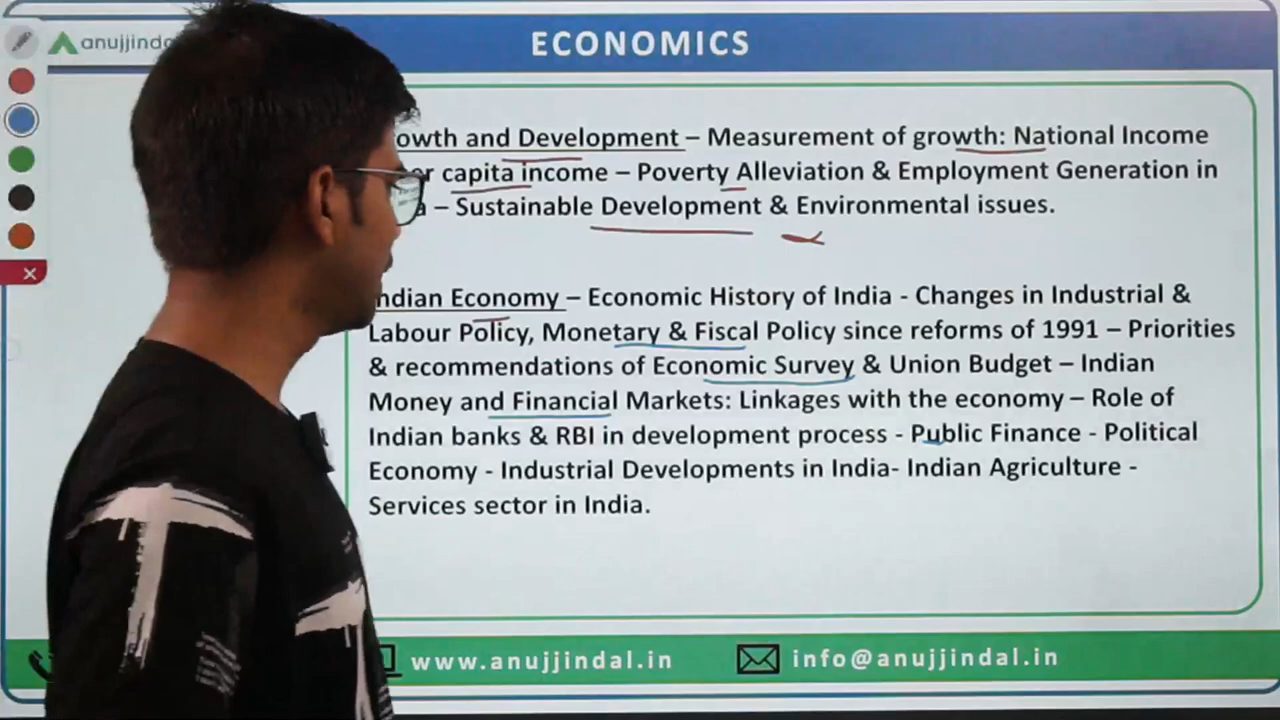 anujjinda
ECONOMICS
owth and Development – Measurement of growth: National Income
r capita income – Poverty Alleviation & Employment Generation in
a – Sustainable Development & Environmental issues.
ndian Economy – Economic History of India - Changes in Industrial &
Labour Policy, Monetary & Fiscal Policy since reforms of 1991 – Priorities
& recommendations of Economic Survey & Union Budget – Indian
Money and Financial Markets: Linkages with the economy – Role of
Indian banks & RBI in development process - Public Finance - Political
Economy - Industrial Developments in India- Indian Agriculture -
Services sector in India.
www.anujjindal.in
info@anujjindal.in